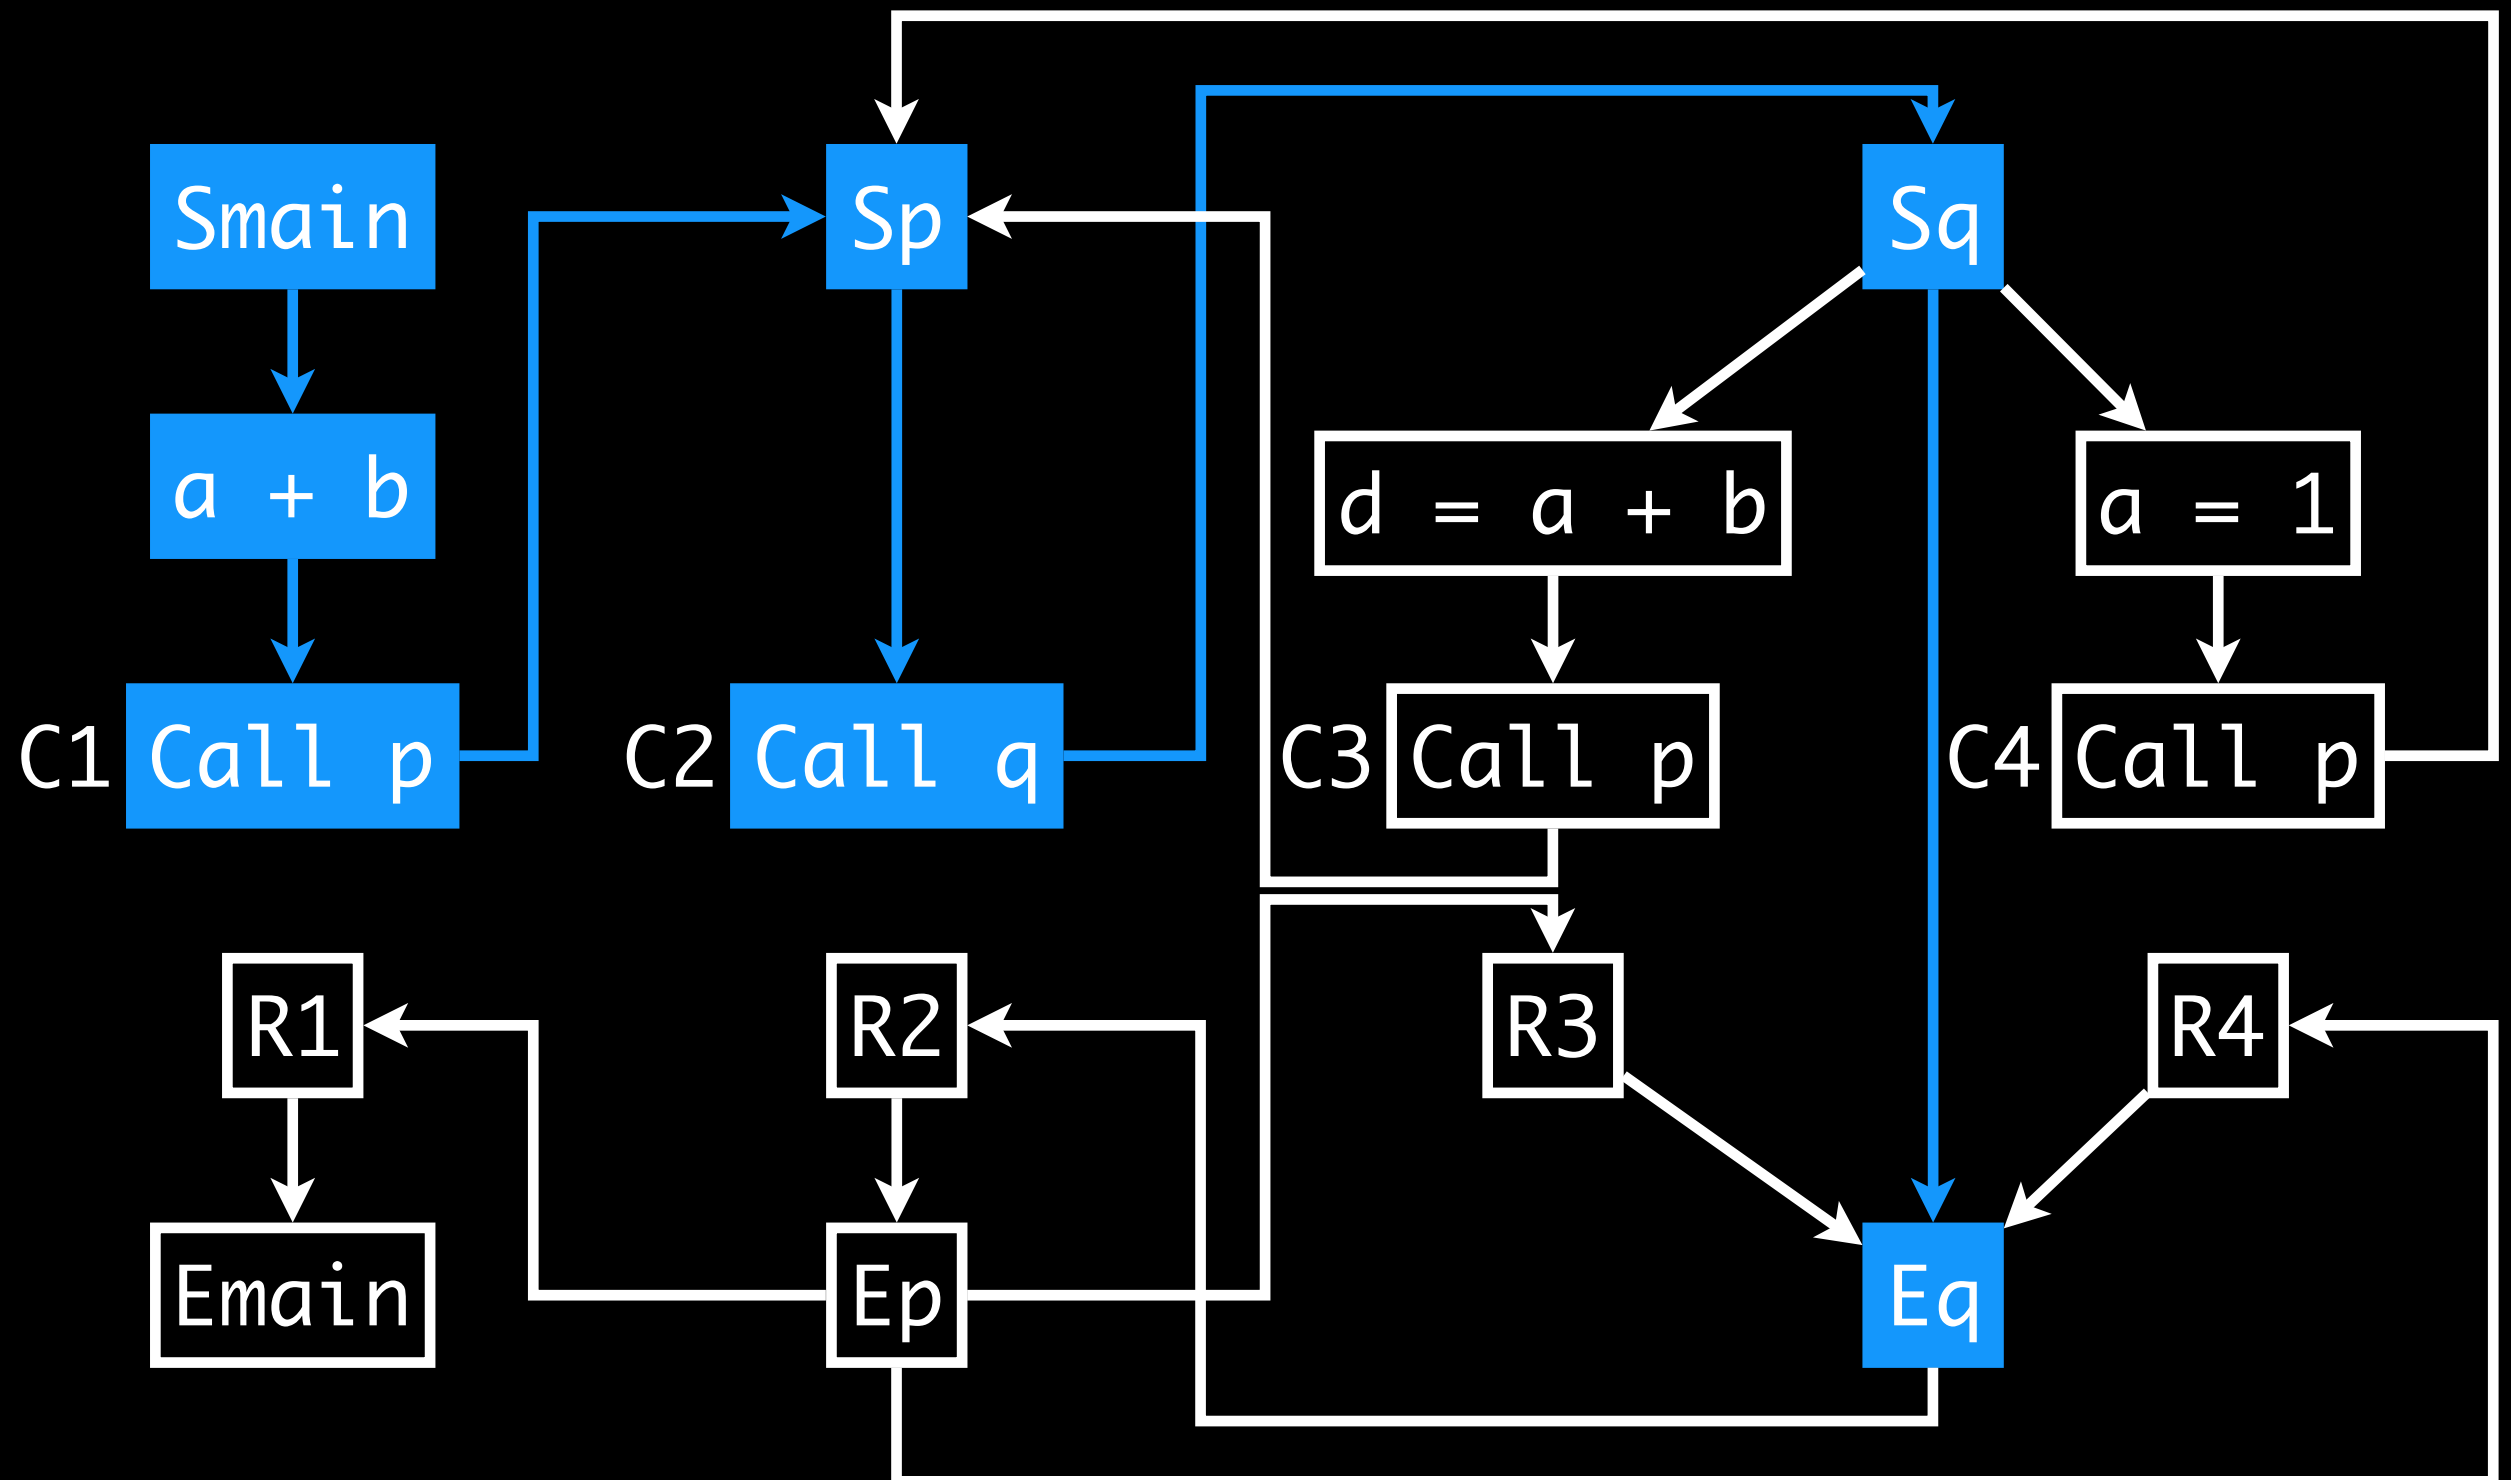 Smain
Sp
Sq
a + b
d = a + b
a = 1
C1 Call p
C2 Call q
C3 Call p
C4 Call p
R1
R2
R3
R4
Emain
Ep
Eq